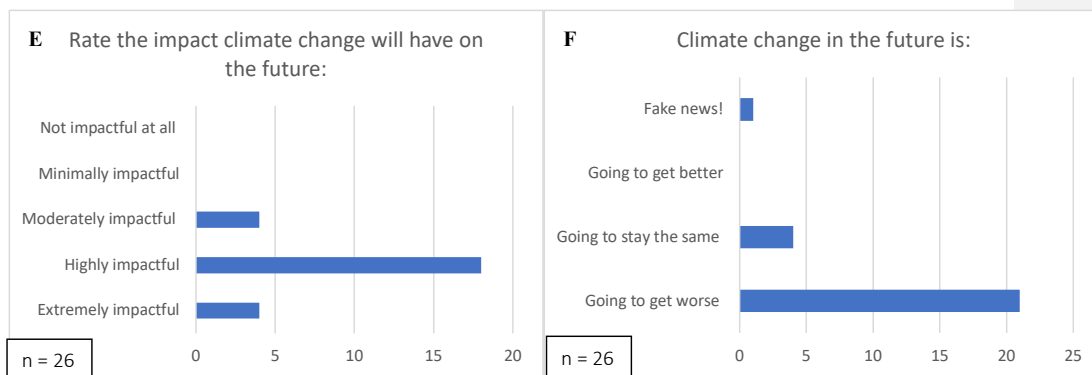 E Rate the impact climate change will have on
the future:
Not impactful at all
Minimally impactful
Moderately impactful
Highly impactful
Extremely impactful
0 5 10 15 20
n = 26
F Climate change in the future is:
Fake news!
Going to get better
Going to stay the same
Going to get worse
0 5 10 15 20 25
n = 26